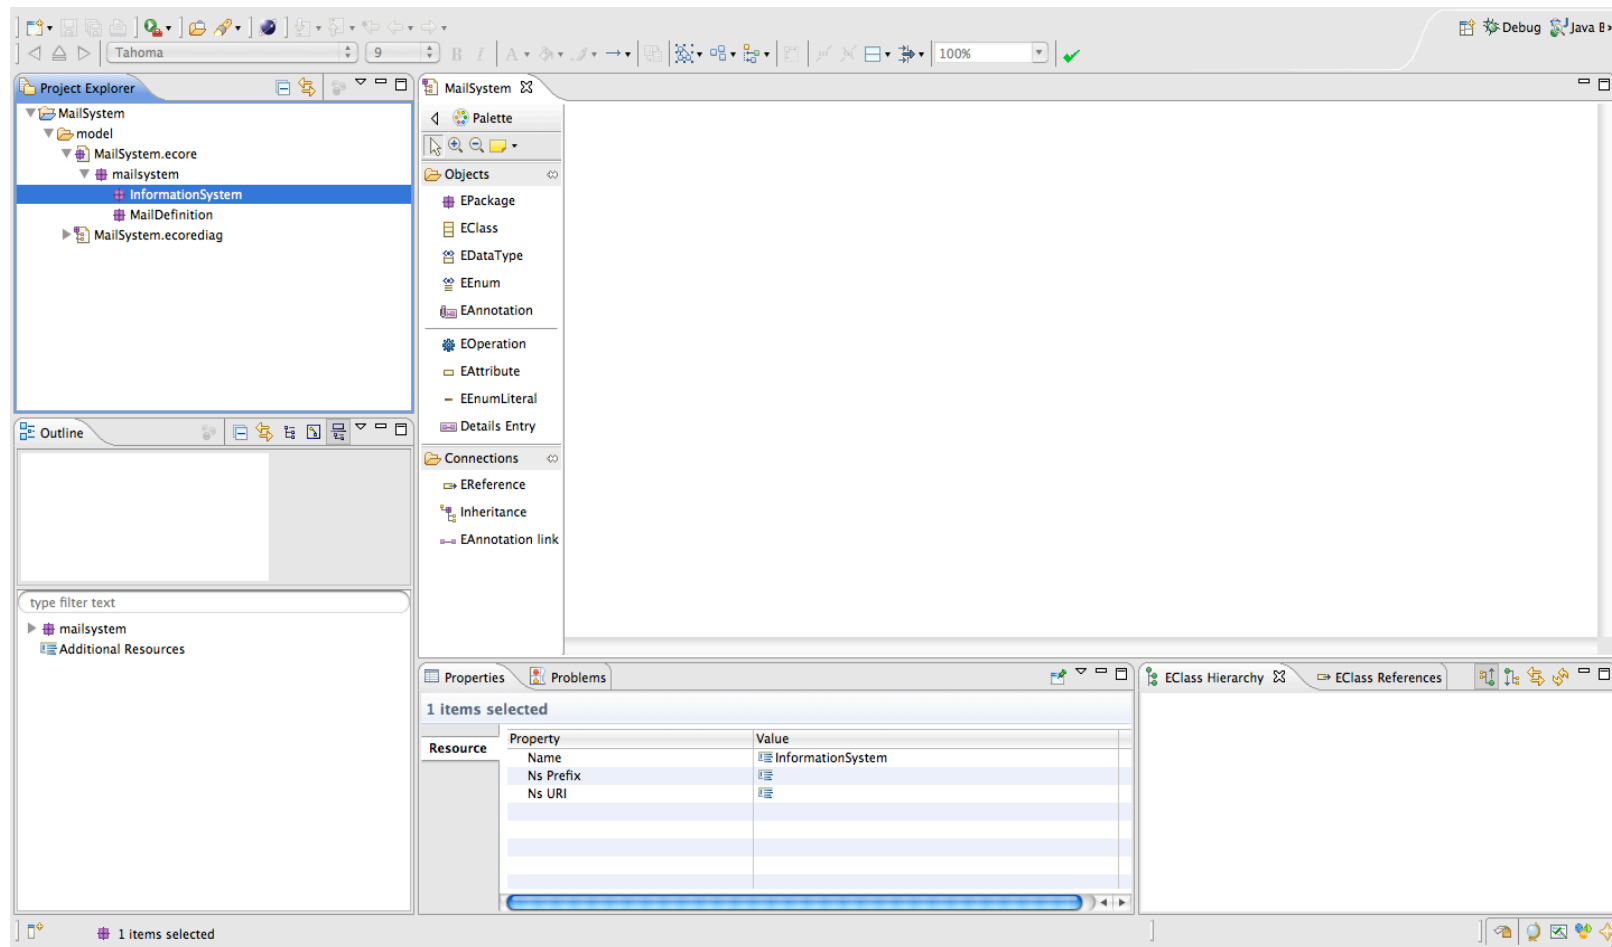 Debug Java B
Tahoma 9 100%
Project Explorer
MailSystem
model
MailSystem.ecore
mailsystem
InformationSystem
MailDefinition
MailSystem.ecorediag
Outline
type filter text
mailsystem
Additional Resources
MailSystem
Palette
Objects
EPackage
EClass
EDataType
EEnum
EAnnotation
EOperation
EAttribute
EEnumLiteral
Details Entry
Connections
EReference
Inheritance
EAnnotation link
Properties Problems
1 items selected
Resource
Property Value
Name InformationSystem
Ns Prefix
Ns URI
EClass Hierarchy EClass References
1 items selected